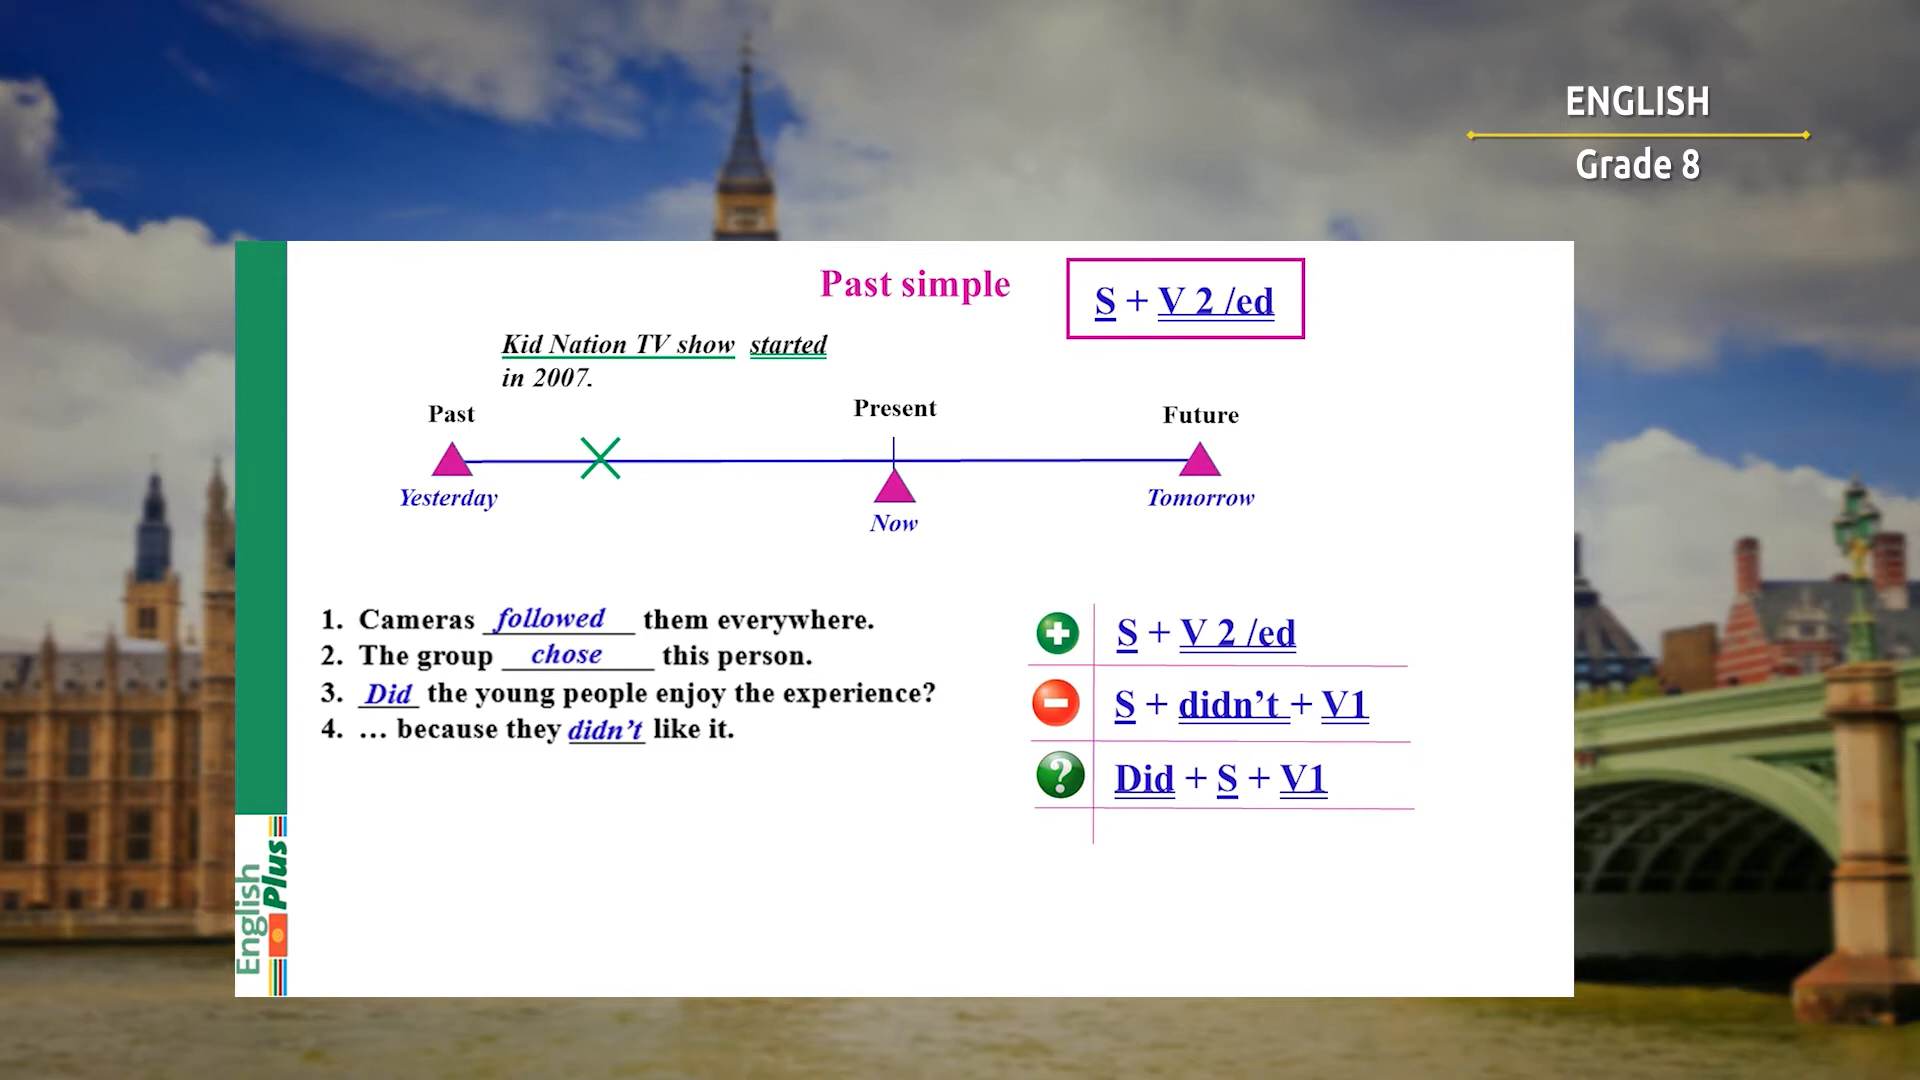 ENGLISH
Grade 8
Past simple
S + V 2 /ed
Kid Nation TV show started
in 2007.
Past
Present
Future
Yesterday
Now
Tomorrow
1. Cameras followed them everywhere.
2. The group chose this person.
3. Did the young people enjoy the experience?
4. … because they didn’t like it.
S + V 2 /ed
S + didn’t + V1
Did + S + V1
English
Plus